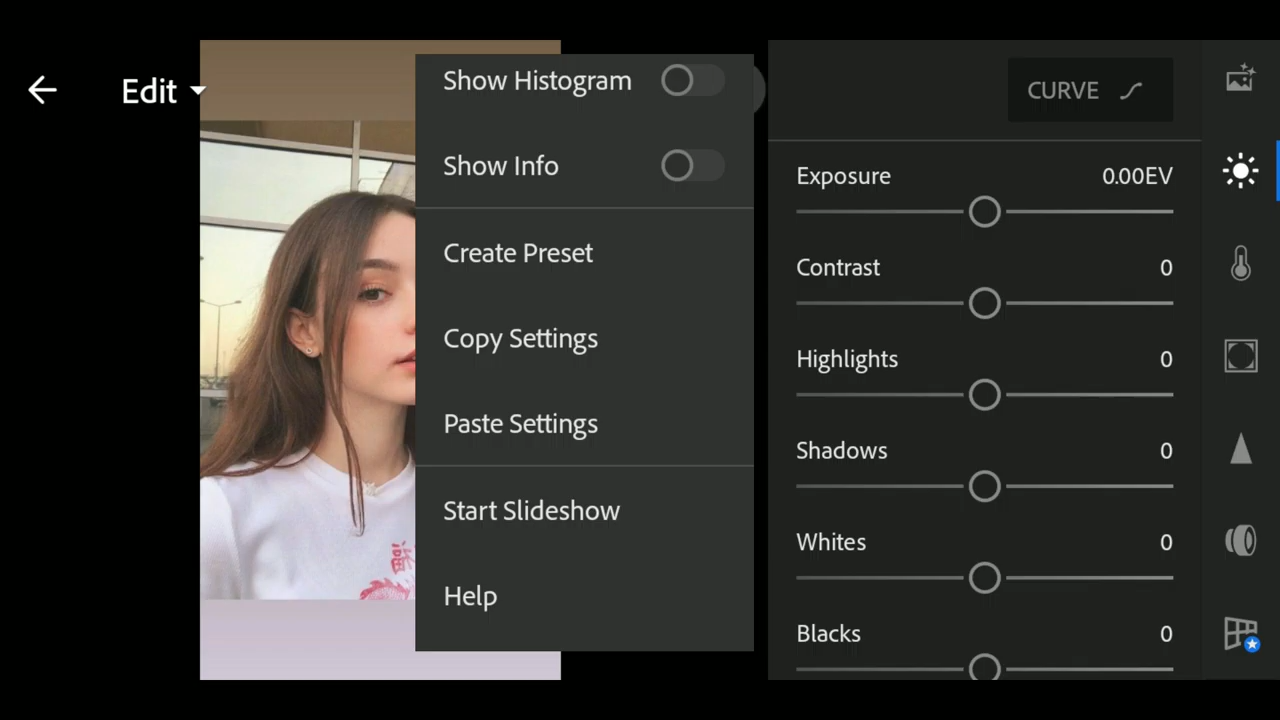 Edit
Show Histogram
Show Info
Create Preset
Copy Settings
Paste Settings
Start Slideshow
Help
CURVE
Exposure 0.00EV
Contrast 0
Highlights 0
Shadows 0
Whites 0
Blacks 0
福